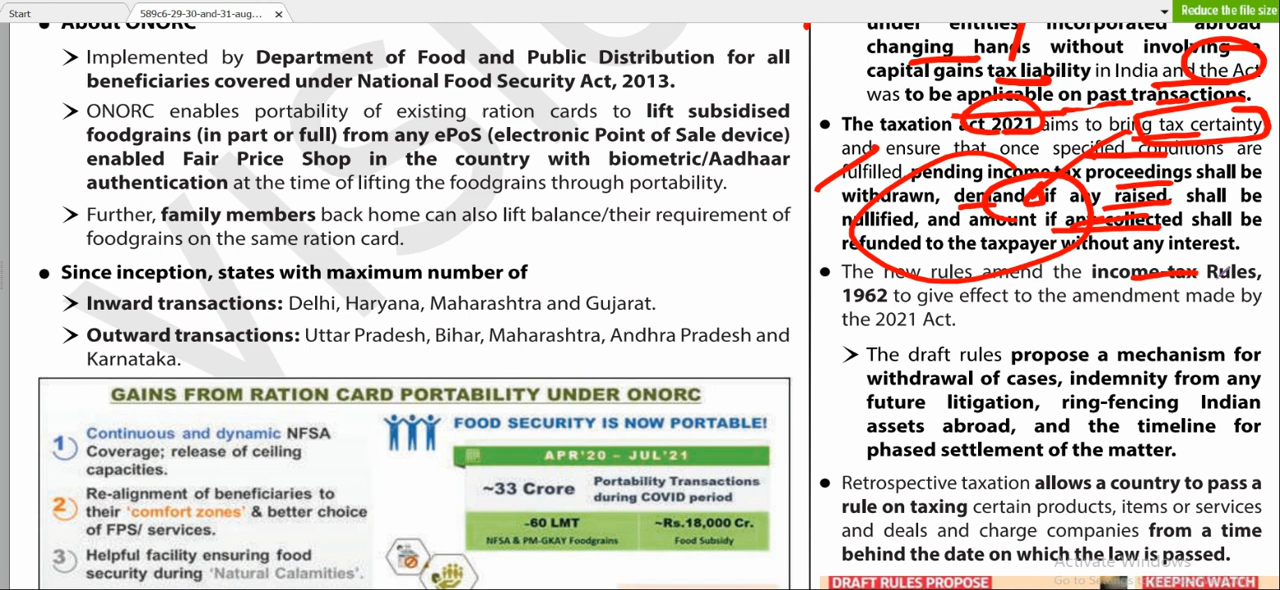 Start
589c6-29-30-and-31-aug... ×
Reduce the file size
• About ONORC
➤ Implemented by Department of Food and Public Distribution for all
beneficiaries covered under National Food Security Act, 2013.
➤ ONORC enables portability of existing ration cards to lift subsidised
foodgrains (in part or full) from any ePoS (electronic Point of Sale device)
enabled Fair Price Shop in the country with biometric/Aadhaar
authentication at the time of lifting the foodgrains through portability.
➤ Further, family members back home can also lift balance/their requirement of
foodgrains on the same ration card.
• Since inception, states with maximum number of
➤ Inward transactions: Delhi, Haryana, Maharashtra and Gujarat.
➤ Outward transactions: Uttar Pradesh, Bihar, Maharashtra, Andhra Pradesh and
Karnataka.
GAINS FROM RATION CARD PORTABILITY UNDER ONORC
1 Continuous and dynamic NFSA
Coverage; release of ceiling
capacities.
2 Re-alignment of beneficiaries to
their 'comfort zones' & better choice
of FPS/ services.
3 Helpful facility ensuring food
security during 'Natural Calamities'.
FOOD SECURITY IS NOW PORTABLE!
APR'20 – JUL'21
~33 Crore
Portability Transactions
during COVID period
-60 LMT
NFSA & PM-GKAY Foodgrains
~Rs.18,000 Cr.
Food Subsidy
under entities incorporated abroad
changing hands without involving a
capital gains tax liability in India and the Act
was to be applicable on past transactions.
• The taxation act 2021 aims to bring tax certainty
and ensure that once specified conditions are
fulfilled, pending income tax proceedings shall be
withdrawn, demand, if any raised, shall be
nullified, and amount if any collected shall be
refunded to the taxpayer without any interest.
• The new rules amend the income-tax Rules,
1962 to give effect to the amendment made by
the 2021 Act.
➤ The draft rules propose a mechanism for
withdrawal of cases, indemnity from any
future litigation, ring-fencing Indian
assets abroad, and the timeline for
phased settlement of the matter.
• Retrospective taxation allows a country to pass a
rule on taxing certain products, items or services
and deals and charge companies from a time
behind the date on which the law is passed.
Activate Windows
DRAFT RULES PROPOSE
KEEPING WATCH